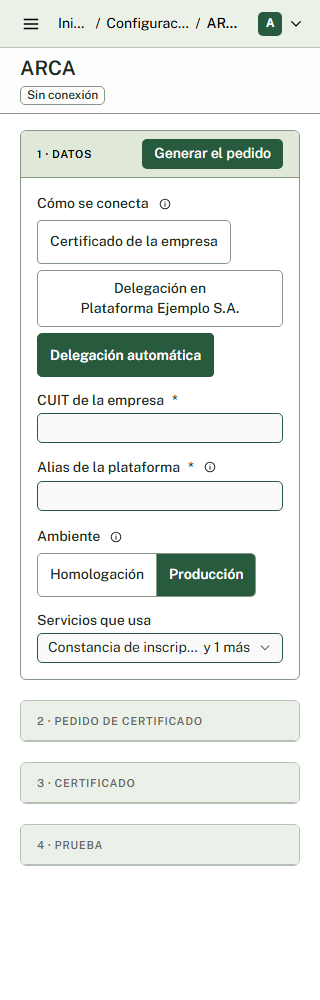 Ini... / Configurac... / AR... A
ARCA
Sin conexión
1 · DATOS Generar el pedido
Cómo se conecta
Certificado de la empresa
Delegación en
Plataforma Ejemplo S.A.
Delegación automática
CUIT de la empresa *
Alias de la plataforma *
Ambiente
Homologación Producción
Servicios que usa
Constancia de inscrip... y 1 más
2 · PEDIDO DE CERTIFICADO
3 · CERTIFICADO
4 · PRUEBA